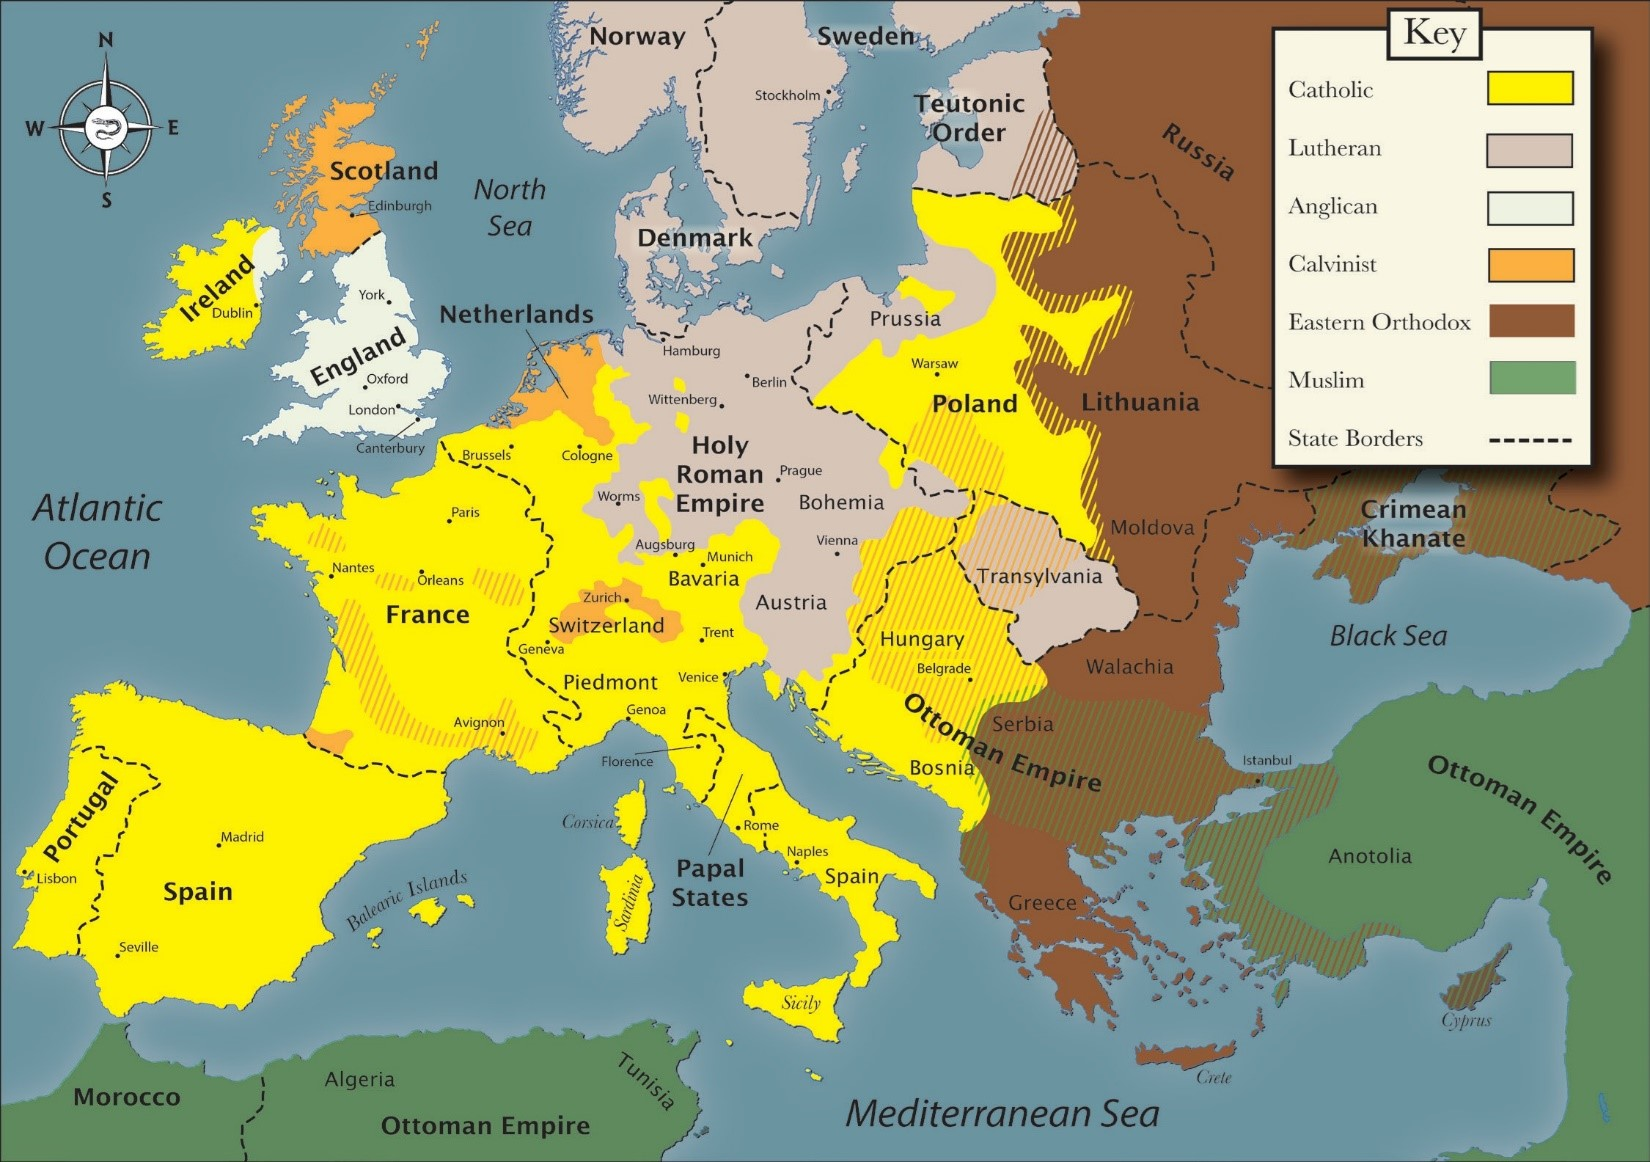 Key
Catholic
Lutheran
Anglican
Calvinist
Eastern Orthodox
Muslim
State Borders
N
W
E
S
Norway
Sweden
Stockholm
Teutonic
Order
Russia
Scotland
Edinburgh
North
Sea
Denmark
Ireland
Dublin
York
England
Oxford
London
Canterbury
Netherlands
Hamburg
Berlin
Wittenberg
Prussia
Warsaw
Poland
Lithuania
Brussels
Cologne
Holy
Roman
Empire
Prague
Bohemia
Worms
Atlantic
Ocean
Paris
Augsburg
Munich
Bavaria
Vienna
Moldova
Crimean
Khanate
Nantes
Orleans
France
Zurich
Switzerland
Geneva
Trent
Austria
Transylvania
Hungary
Belgrade
Walachia
Black Sea
Piedmont
Venice
Genoa
Avignon
Florence
Ottoman Empire
Serbia
Bosnia
Istanbul
Ottoman Empire
Anotolia
Portugal
Lisbon
Madrid
Spain
Seville
Balearic Islands
Corsica
Sardinia
Rome
Papal
States
Naples
Spain
Sicily
Greece
Crete
Cyprus
Morocco
Algeria
Tunisia
Ottoman Empire
Mediterranean Sea